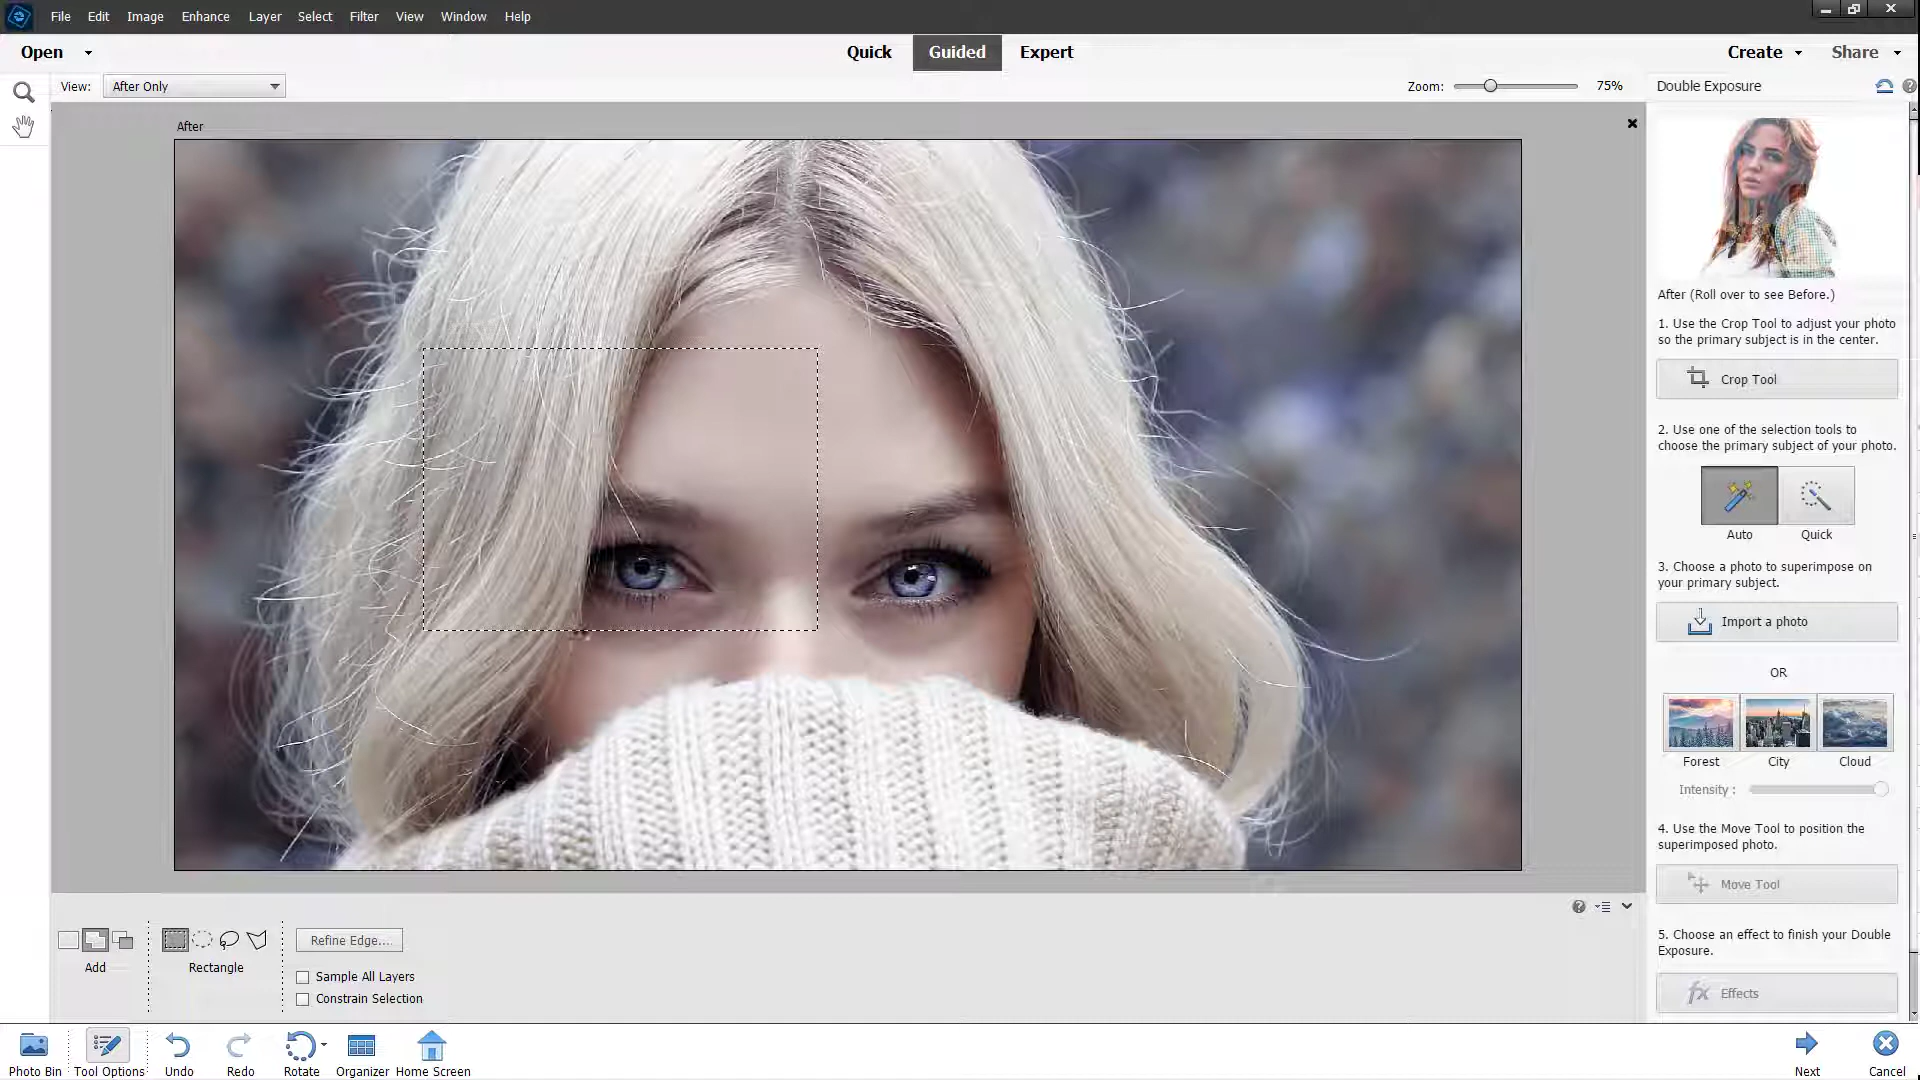 File Edit Image Enhance Layer Select Filter View Window Help
Open Quick Guided Expert Create Share
View: After Only Zoom: 75% Double Exposure
After
After (Roll over to see Before.)
1. Use the Crop Tool to adjust your photo
so the primary subject is in the center.
Crop Tool
2. Use one of the selection tools to
choose the primary subject of your photo.
Auto Quick
3. Choose a photo to superimpose on
your primary subject.
Import a photo
OR
Forest City Cloud
Intensity :
4. Use the Move Tool to position the
superimposed photo.
Move Tool
5. Choose an effect to finish your Double
Exposure.
fx Effects
Add Rectangle
Refine Edge....
Sample All Layers
Constrain Selection
Photo Bin Tool Options Undo Redo Rotate Organizer Home Screen Next Cancel